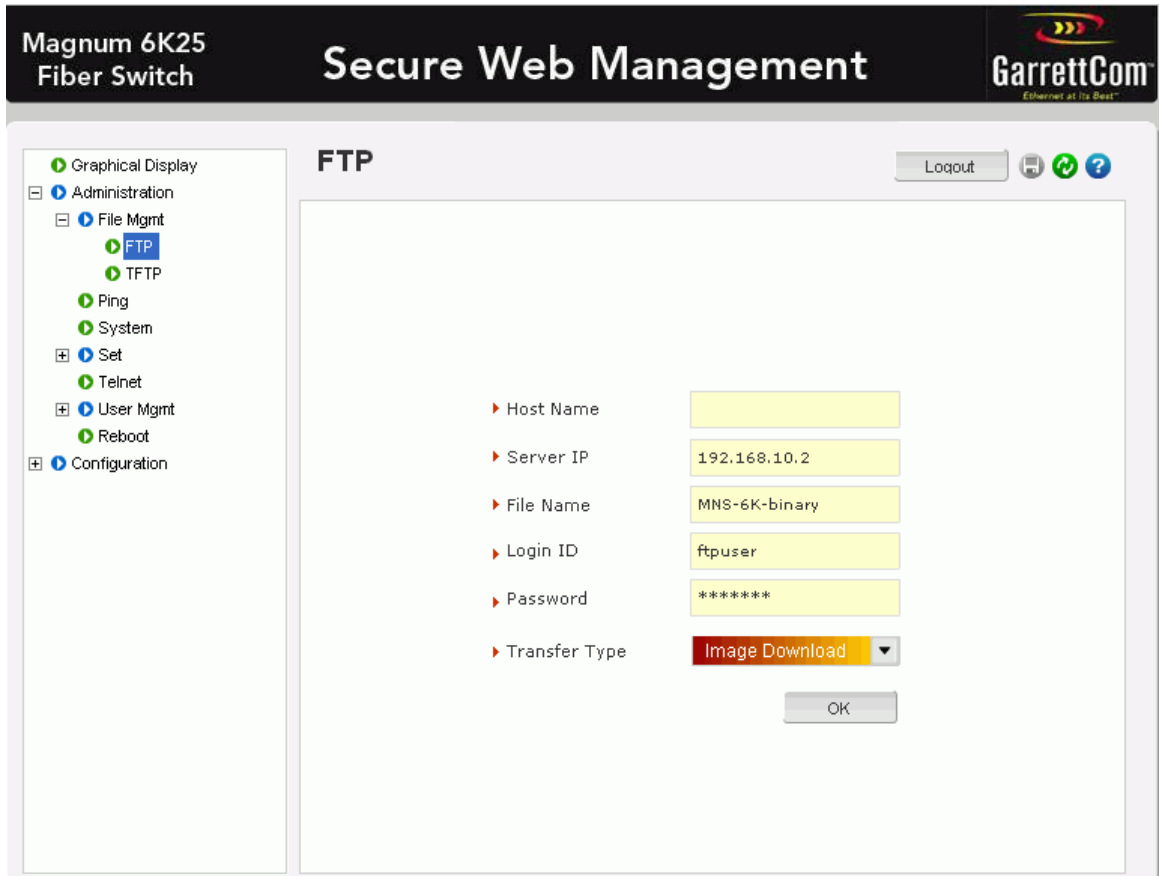 Magnum 6K25
Fiber Switch
Secure Web Management
GarrettCom
Ethernet at Its Best™
Graphical Display
Administration
File Mgmt
FTP
TFTP
Ping
System
Set
Telnet
User Mgmt
Reboot
Configuration
FTP
Logout
?
Host Name
Server IP 192.168.10.2
File Name MNS-6K-binary
Login ID ftpuser
Password *******
Transfer Type Image Download
OK